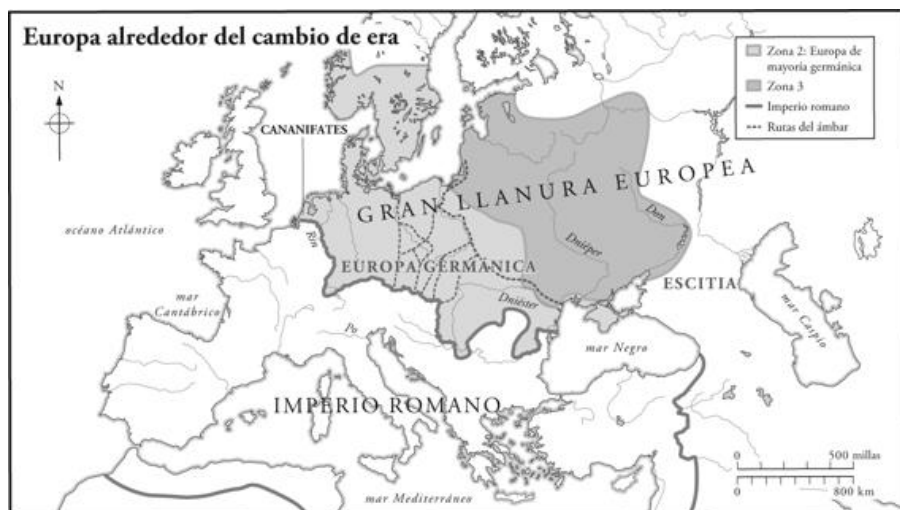 Europa alrededor del cambio de era
Zona 2: Europa de
mayoría germánica
Zona 3
Imperio romano
Rutas del ámbar
N
CANANIFATES
GRAN LLANURA EUROPEA
océano Atlántico
Rin
Don
Dniéper
EUROPA GERMÁNICA
ESCITIA
mar
Cantábrico
Dniéster
mar Caspio
Po
mar Negro
IMPERIO ROMANO
0 500 millas
0 800 km
mar Mediterráneo